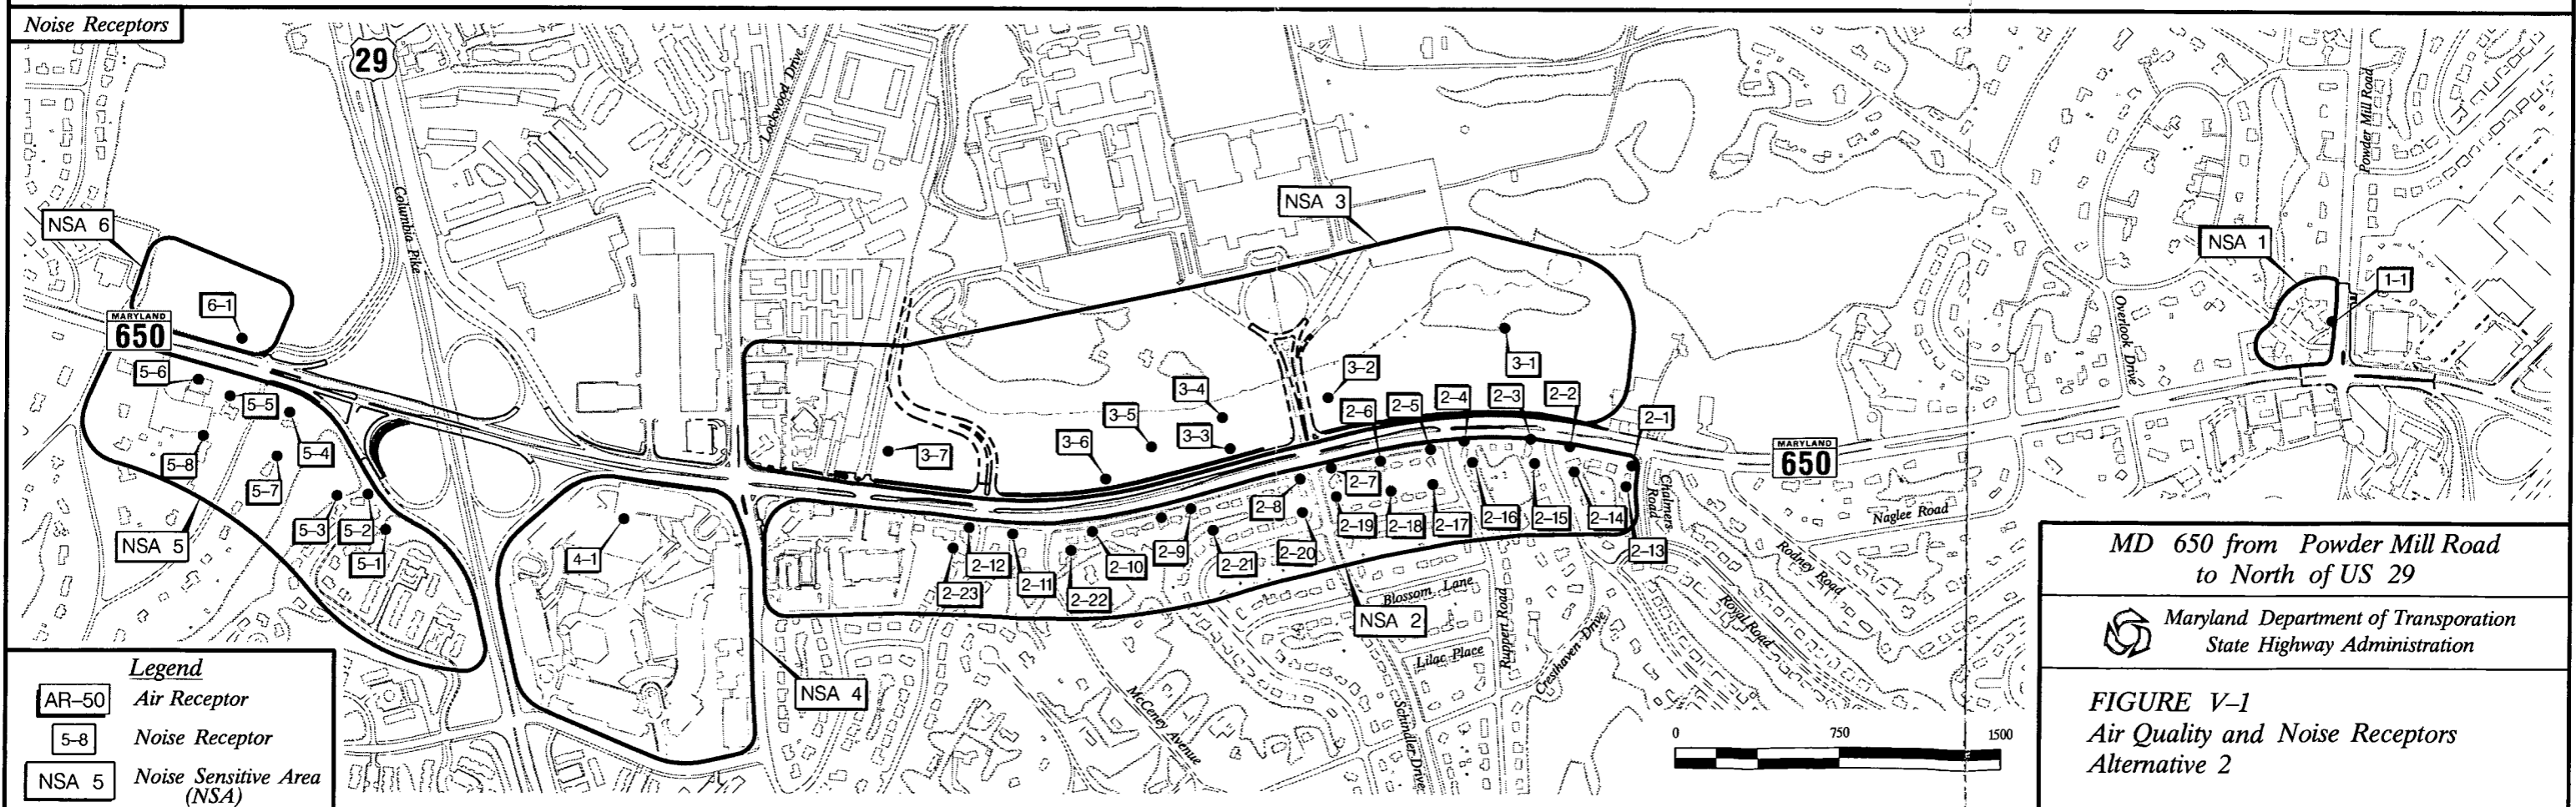 Noise Receptors
29
Lockwood Drive
Columbia Pike
Powder Mill Road
NSA 6
6–1
MARYLAND
650
5–6
5–5
5–4
5–8
5–7
5–3
5–2
5–1
NSA 5
4–1
NSA 4
NSA 3
3–1
3–2
3–4
3–5
3–3
3–6
3–7
2–6
2–5
2–4
2–3
2–2
2–1
2–7
2–8
2–19
2–18
2–17
2–16
2–15
2–14
2–13
2–9
2–20
2–21
2–10
2–12
2–11
2–22
2–23
NSA 2
MARYLAND
650
NSA 1
1–1
Overlook Drive
Chalmers
Road
Naglee Road
Rodney Road
Royal Road
Blossom Lane
Ruppert Road
Lilac Place
Cresthaven Drive
Schindler Drive
McCeney Avenue
0 750 1500
Legend
AR–50 Air Receptor
5–8 Noise Receptor
NSA 5 Noise Sensitive Area
(NSA)
MD 650 from Powder Mill Road
to North of US 29
Maryland Department of Transporation
State Highway Administration
FIGURE V–1
Air Quality and Noise Receptors
Alternative 2